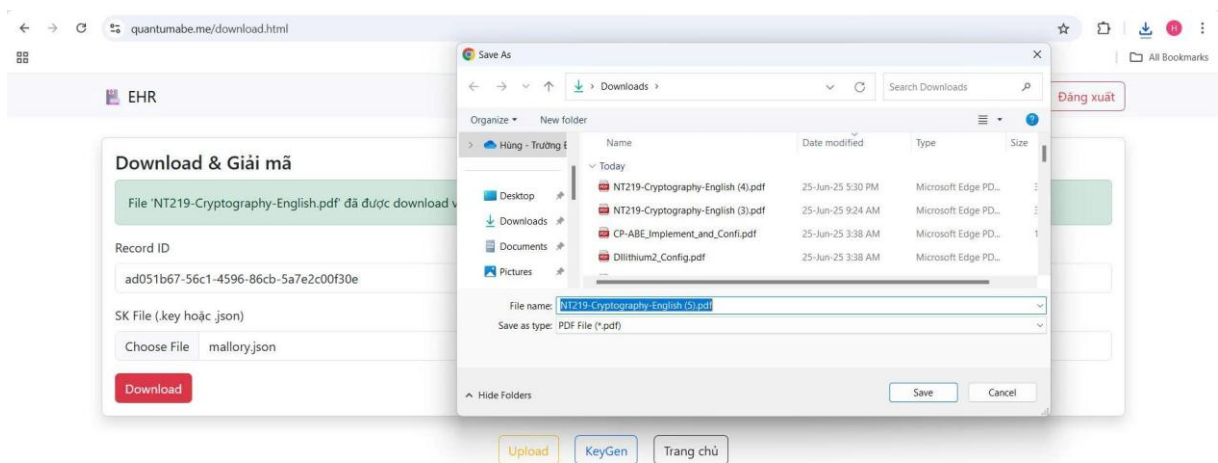 quantumabe.me/download.html
H
All Bookmarks
EHR
Đăng xuất
Download & Giải mã
File 'NT219-Cryptography-English.pdf' đã được download v
Record ID
ad051b67-56c1-4596-86cb-5a7e2c00f30e
SK File (.key hoặc .json)
Choose File mallory.json
Download
Upload KeyGen Trang chủ
Save As
Downloads
Search Downloads
Organize New folder
Name Date modified Type Size
Hùng - Trường Đ
Today
NT219-Cryptography-English (4).pdf 25-Jun-25 5:30 PM Microsoft Edge PD...
NT219-Cryptography-English (3).pdf 25-Jun-25 9:24 AM Microsoft Edge PD...
CP-ABE_Implement_and_Confi.pdf 25-Jun-25 3:38 AM Microsoft Edge PD...
DIlithium2_Config.pdf 25-Jun-25 3:38 AM Microsoft Edge PD...
Desktop
Downloads
Documents
Pictures
File name: NT219-Cryptography-English (5).pdf
Save as type: PDF File (*.pdf)
Hide Folders
Save Cancel